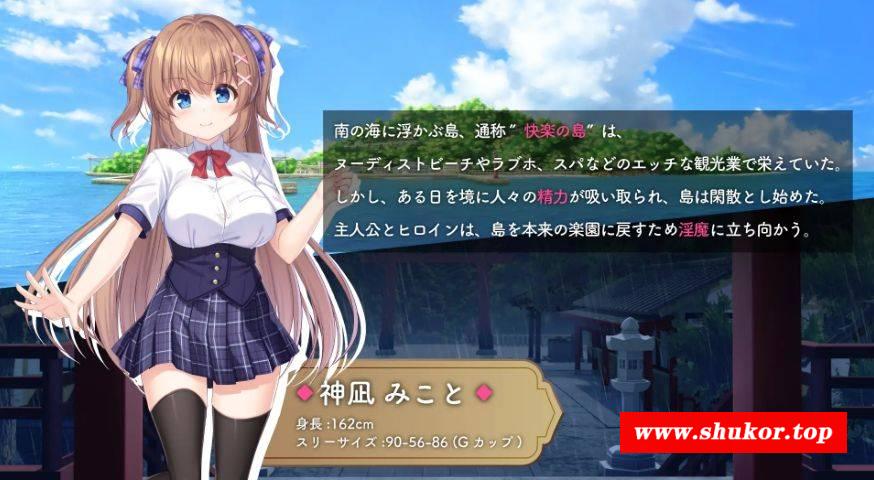 南の海に浮かぶ島、通称“快楽の島”は、
ヌーディストビーチやラブホ、スパなどのエッチな観光業で栄えていた。
しかし、ある日を境に人々の精力が吸い取られ、島は閑散とし始めた。
主人公とヒロインは、島を本来の楽園に戻すため淫魔に立ち向かう。
神凪 みこと
身長:162cm
スリーサイズ:90-56-86（Gカップ）
www.shukor.top